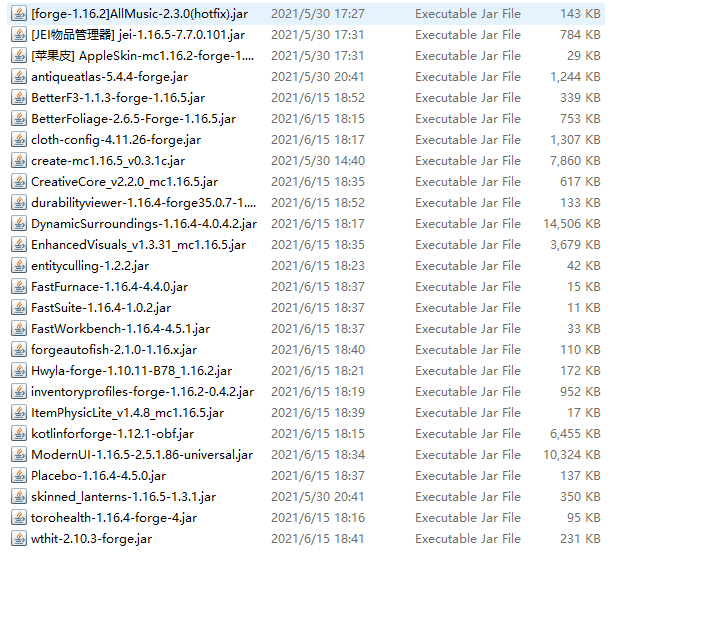 [forge-1.16.2]AllMusic-2.3.0(hotfix).jar 2021/5/30 17:27 Executable Jar File 143 KB
[JEI物品管理器] jei-1.16.5-7.7.0.101.jar 2021/5/30 17:31 Executable Jar File 784 KB
[苹果皮] AppleSkin-mc1.16.2-forge-1.... 2021/5/30 17:31 Executable Jar File 29 KB
antiqueatlas-5.4.4-forge.jar 2021/5/30 20:41 Executable Jar File 1,244 KB
BetterF3-1.1.3-forge-1.16.5.jar 2021/6/15 18:52 Executable Jar File 339 KB
BetterFoliage-2.6.5-Forge-1.16.5.jar 2021/6/15 18:15 Executable Jar File 753 KB
cloth-config-4.11.26-forge.jar 2021/6/15 18:17 Executable Jar File 1,307 KB
create-mc1.16.5_v0.3.1c.jar 2021/5/30 14:40 Executable Jar File 7,860 KB
CreativeCore_v2.2.0_mc1.16.5.jar 2021/6/15 18:35 Executable Jar File 617 KB
durabilityviewer-1.16.4-forge35.0.7-1.... 2021/6/15 18:52 Executable Jar File 133 KB
DynamicSurroundings-1.16.4-4.0.4.2.jar 2021/6/15 18:17 Executable Jar File 14,506 KB
EnhancedVisuals_v1.3.31_mc1.16.5.jar 2021/6/15 18:35 Executable Jar File 3,679 KB
entityculling-1.2.2.jar 2021/6/15 18:23 Executable Jar File 42 KB
FastFurnace-1.16.4-4.4.0.jar 2021/6/15 18:37 Executable Jar File 15 KB
FastSuite-1.16.4-1.0.2.jar 2021/6/15 18:37 Executable Jar File 11 KB
FastWorkbench-1.16.4-4.5.1.jar 2021/6/15 18:37 Executable Jar File 33 KB
forgeautofish-2.1.0-1.16.x.jar 2021/6/15 18:40 Executable Jar File 110 KB
Hwyla-forge-1.10.11-B78_1.16.2.jar 2021/6/15 18:21 Executable Jar File 172 KB
inventoryprofiles-forge-1.16.2-0.4.2.jar 2021/6/15 18:19 Executable Jar File 952 KB
ItemPhysicLite_v1.4.8_mc1.16.5.jar 2021/6/15 18:39 Executable Jar File 17 KB
kotlinforforge-1.12.1-obf.jar 2021/6/15 18:15 Executable Jar File 6,455 KB
ModernUI-1.16.5-2.5.1.86-universal.jar 2021/6/15 18:34 Executable Jar File 10,324 KB
Placebo-1.16.4-4.5.0.jar 2021/6/15 18:37 Executable Jar File 137 KB
skinned_lanterns-1.16.5-1.3.1.jar 2021/5/30 20:41 Executable Jar File 350 KB
torohealth-1.16.4-forge-4.jar 2021/6/15 18:16 Executable Jar File 95 KB
wthit-2.10.3-forge.jar 2021/6/15 18:41 Executable Jar File 231 KB